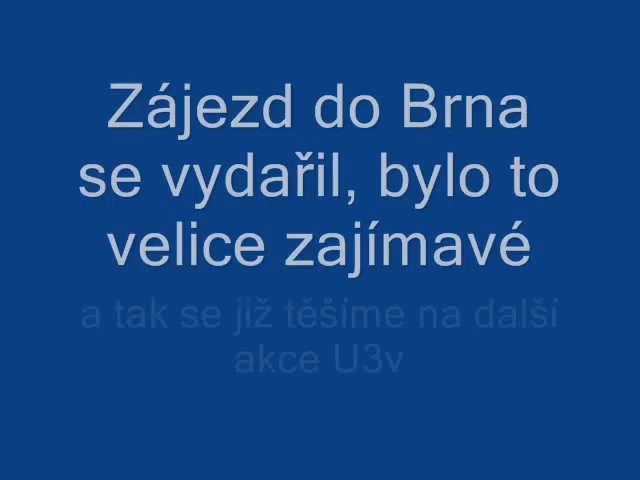 Zájezd do Brna
se vydařil, bylo to
velice zajímavé
a tak se již těšíme na další
akce U3v